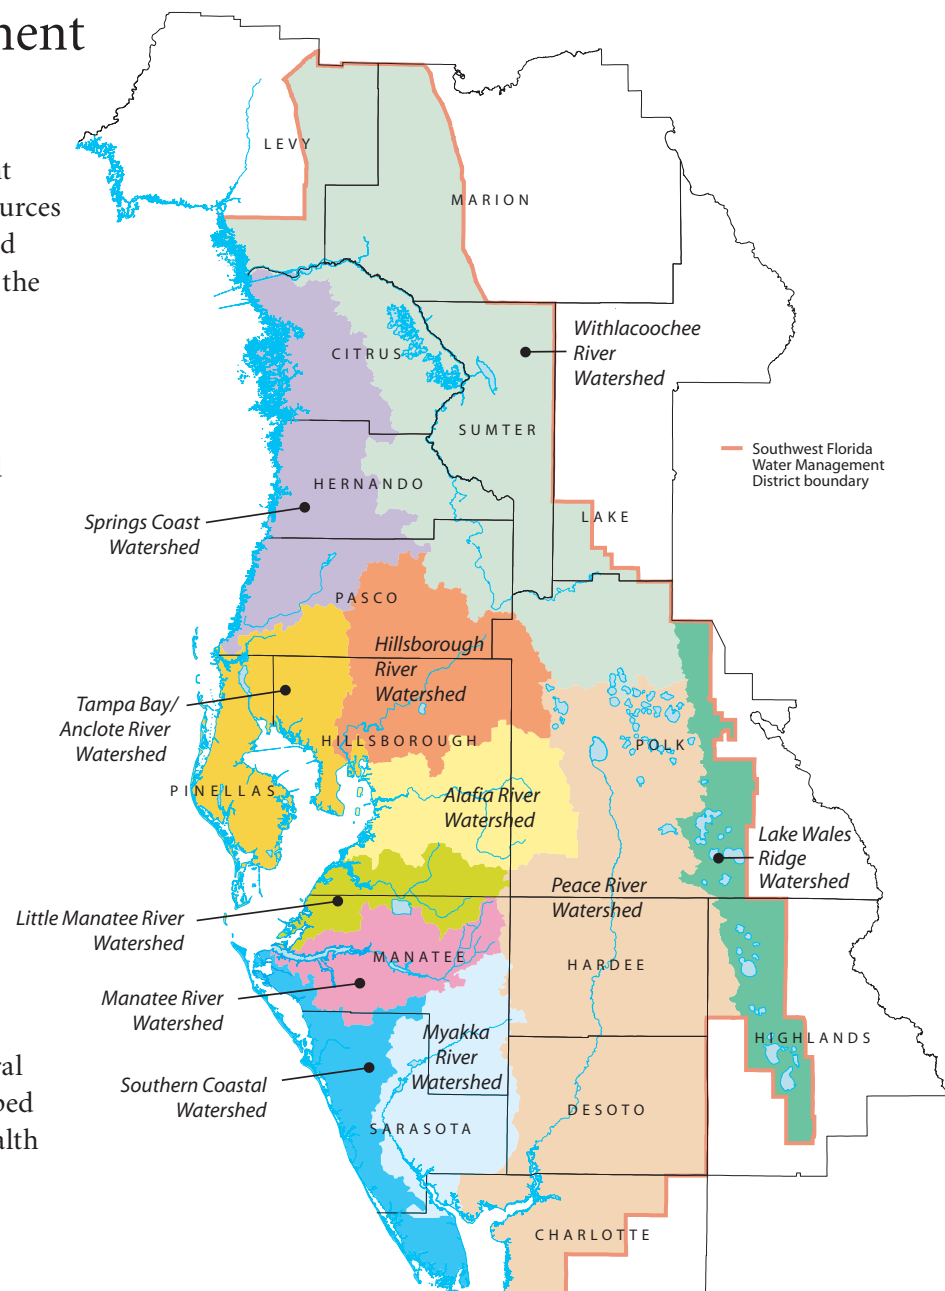 nent
t
urces
d
the
LEVY
MARION
Withlacoochee
River
Watershed
CITRUS
SUMTER
Southwest Florida
Water Management
District boundary
HERNANDO
LAKE
Springs Coast
Watershed
PASCO
Hillsborough
River
Watershed
Tampa Bay/
Anclote River
Watershed
HILLSBOROUGH
POLK
PINELLAS
Alafia River
Watershed
Lake Wales
Ridge
Watershed
Peace River
Watershed
Little Manatee River
Watershed
MANATEE
HARDEE
Manatee River
Watershed
Myakka
River
Watershed
HIGHLANDS
ral
Southern Coastal
Watershed
bed
DESOTO
alth
SARASOTA
CHARLOTTE